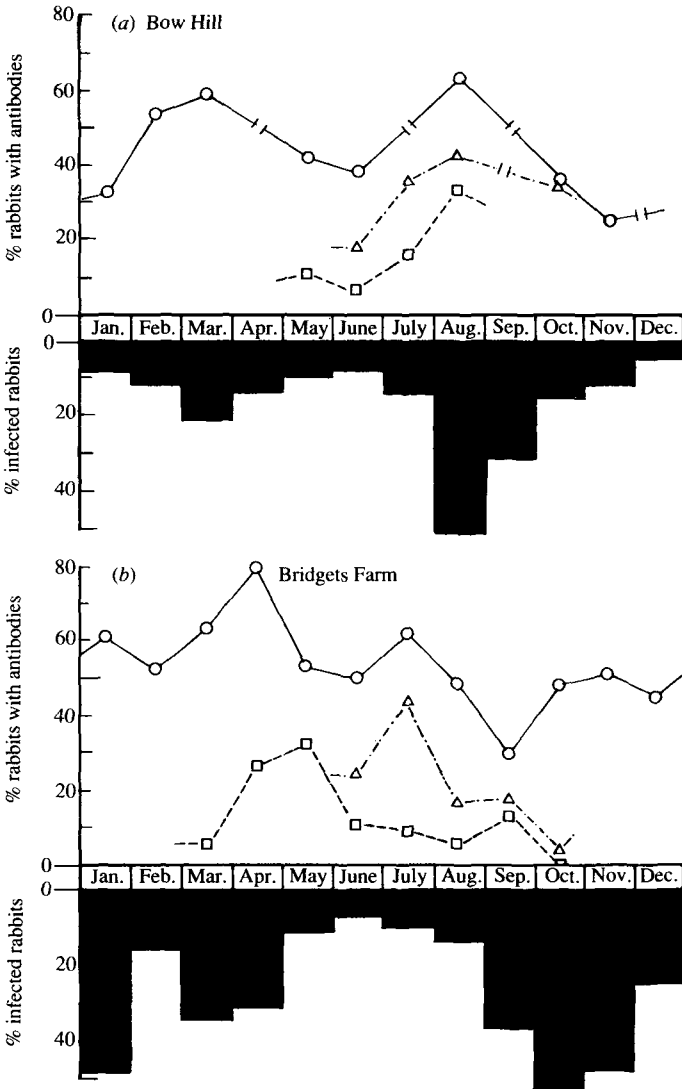 80
(a) Bow Hill
60
40
20
0
% rabbits with antibodies
Jan. Feb. Mar. Apr. May June July Aug. Sep. Oct. Nov. Dec.
0
20
40
% infected rabbits
80
(b) Bridgets Farm
60
40
20
0
% rabbits with antibodies
Jan. Feb. Mar. Apr. May June July Aug. Sep. Oct. Nov. Dec.
0
20
40
% infected rabbits